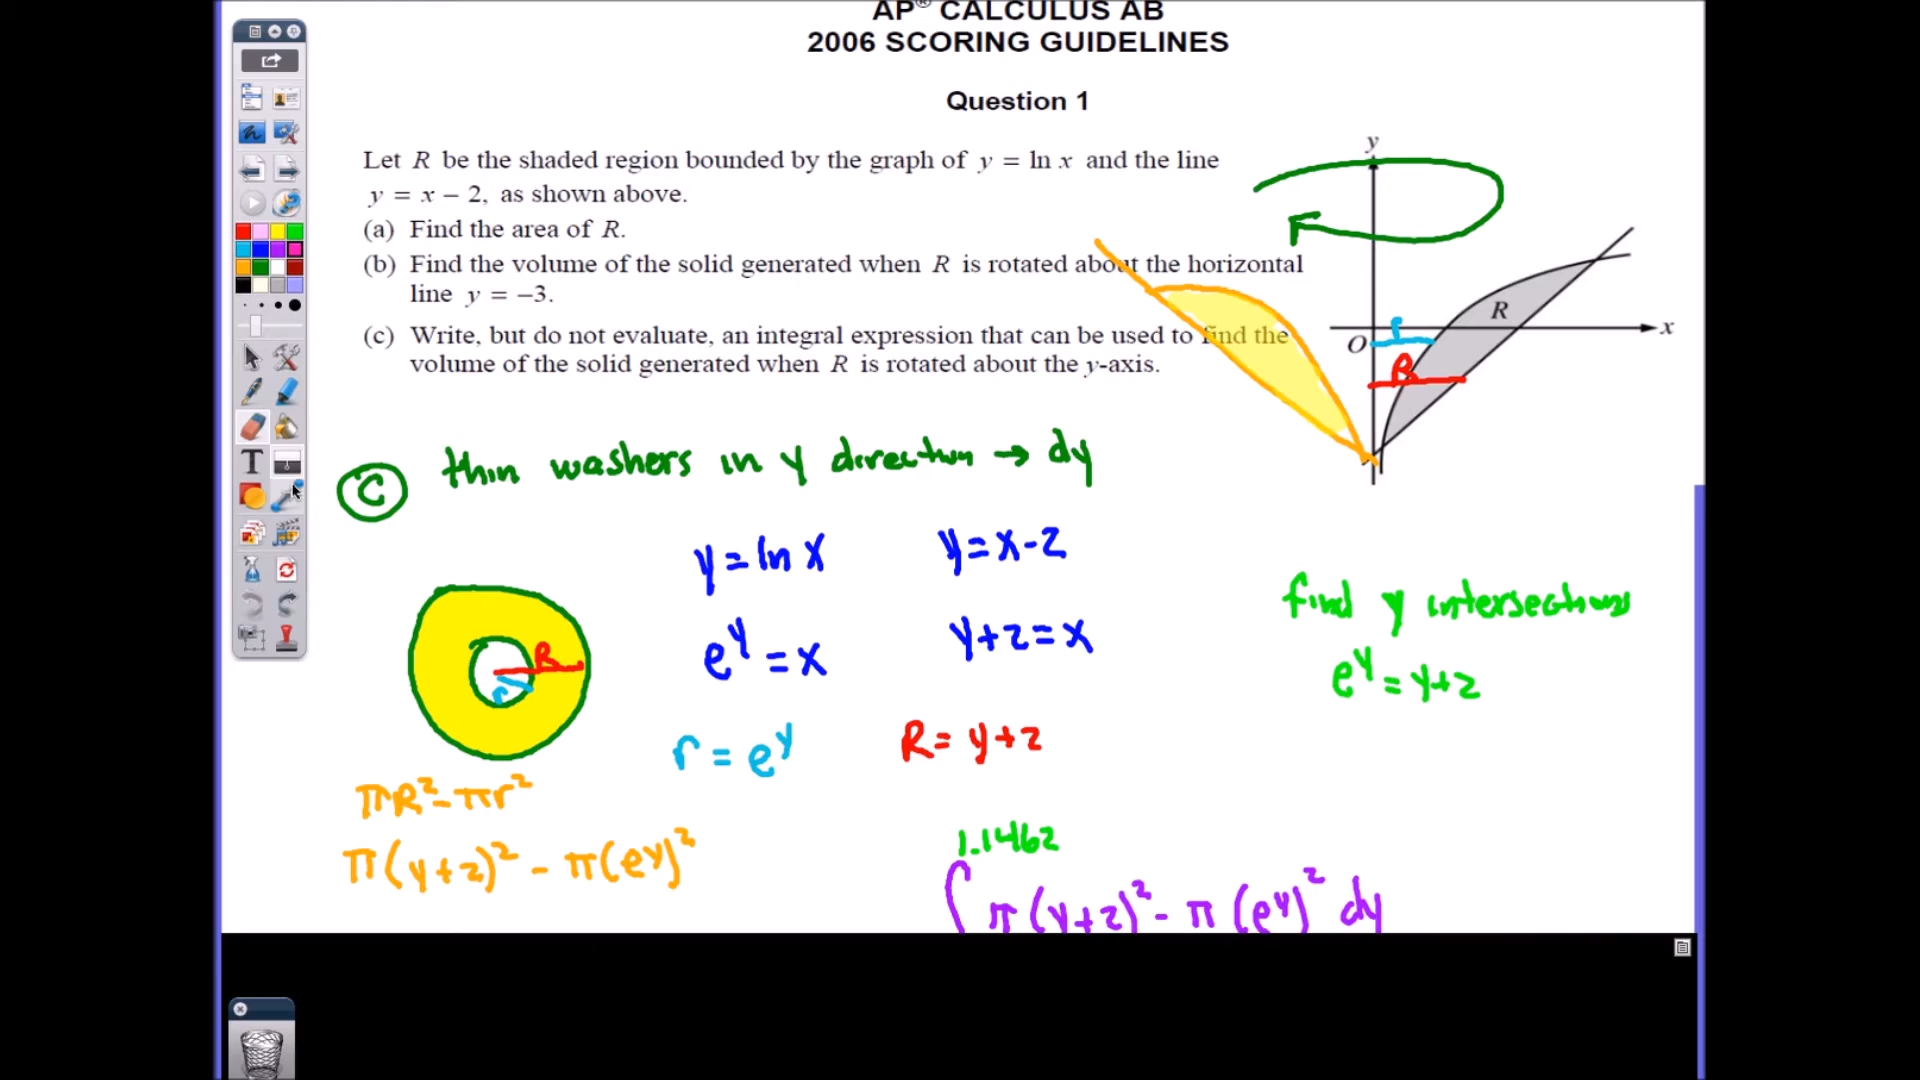 AP® CALCULUS AB
2006 SCORING GUIDELINES
Question 1
Let R be the shaded region bounded by the graph of y = ln x and the line
y = x − 2, as shown above.
(a) Find the area of R.
(b) Find the volume of the solid generated when R is rotated about the horizontal
line y = −3.
(c) Write, but do not evaluate, an integral expression that can be used to find the
volume of the solid generated when R is rotated about the y-axis.
y
R
x
O
r
R
C thin washers in y direction → dy
y = ln x
y = x - 2
find y intersections
e^y = x
y + 2 = x
e^y = y + 2
R
r
r = e^y
R = y + 2
πR² - πr²
π(y+2)² - π(e^y)²
1.1462
∫ π(y+2)² - π(e^y)² dy
T